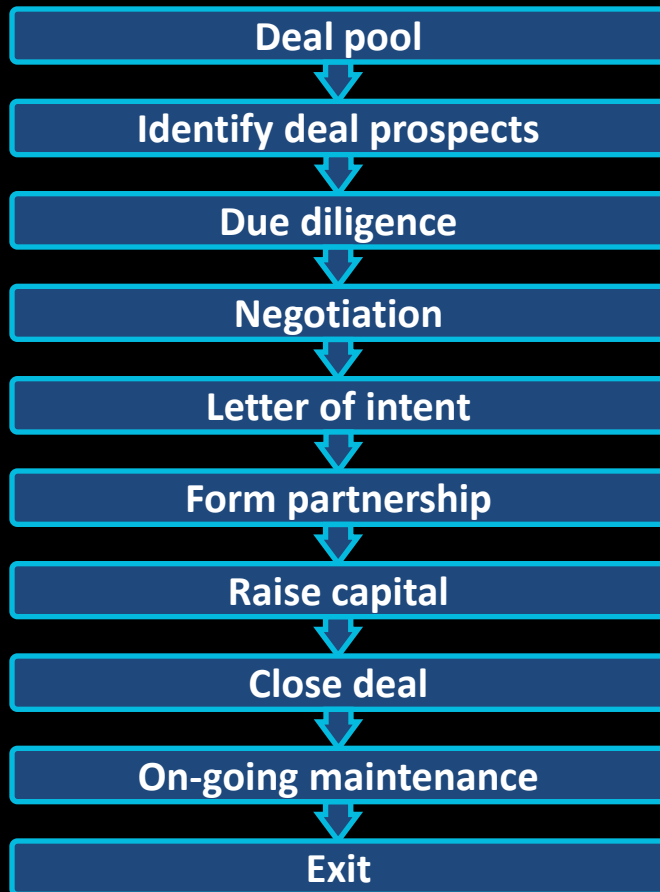 Deal pool
Identify deal prospects
Due diligence
Negotiation
Letter of intent
Form partnership
Raise capital
Close deal
On-going maintenance
Exit